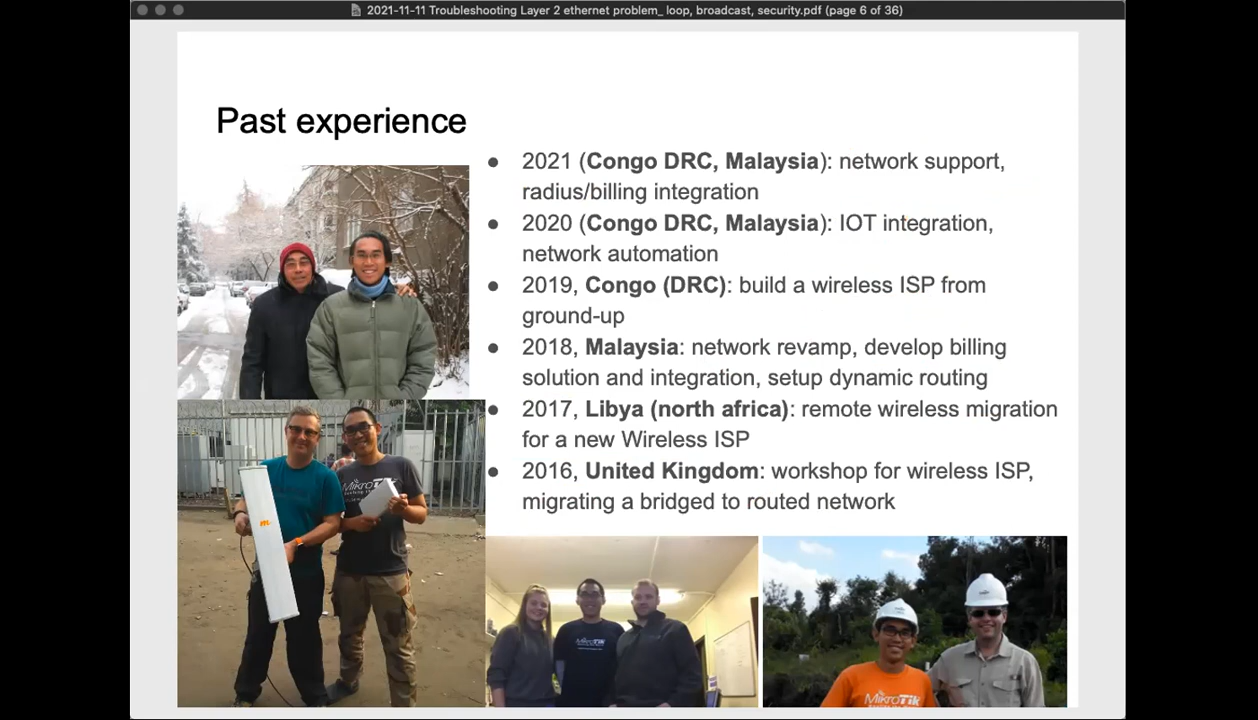 2021-11-11 Troubleshooting Layer 2 ethernet problem_ loop, broadcast, security.pdf (page 6 of 36)
Past experience
● 2021 (Congo DRC, Malaysia): network support,
radius/billing integration
● 2020 (Congo DRC, Malaysia): IOT integration,
network automation
● 2019, Congo (DRC): build a wireless ISP from
ground-up
● 2018, Malaysia: network revamp, develop billing
solution and integration, setup dynamic routing
● 2017, Libya (north africa): remote wireless migration
for a new Wireless ISP
● 2016, United Kingdom: workshop for wireless ISP,
migrating a bridged to routed network
MikroTik
m
MikroTik
MikroTik